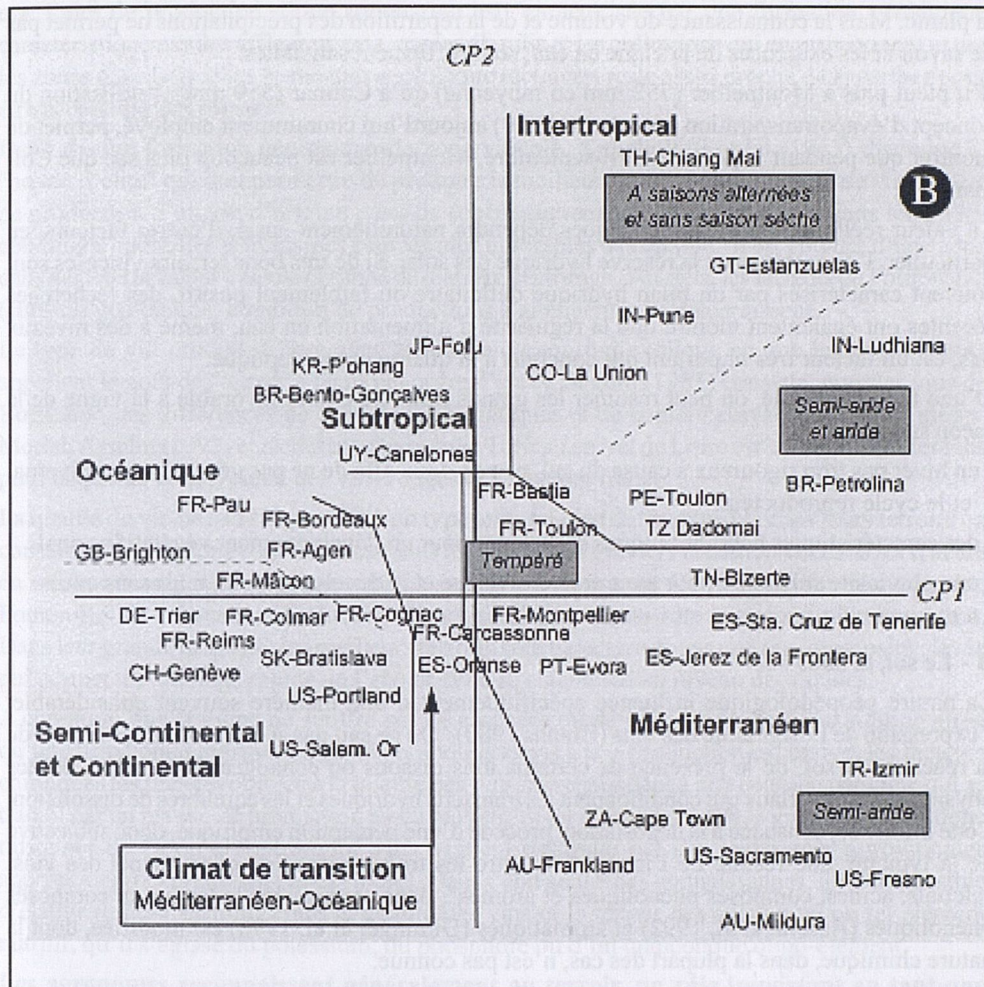 CP2
Intertropical
TH-Chiang Mai
A saisons alternées
et sans saison sèche
B
GT-Estanzuelas
IN-Pune
JP-Fofu
IN-Ludhiana
KR-P'ohang
CO-La Union
BR-Bento-Gonçalves
Semi-aride
et aride
Subtropical
UY-Canelones
Océanique
FR-Bastia
PE-Toulon
BR-Petrolina
FR-Pau
FR-Bordeaux
FR-Toulon
TZ Dadomai
GB-Brighton
FR-Agen
Tempéré
FR-Mâcon
TN-Bizerte
CP1
DE-Trier
FR-Colmar
FR-Cognac
FR-Montpellier
ES-Sta. Cruz de Tenerife
FR-Reims
FR-Carcassonne
CH-Genève
SK-Bratislava
ES-Oranse
PT-Evora
ES-Jerez de la Frontera
US-Portland
Semi-Continental
et Continental
US-Salem. Or
Méditerranéen
TR-Izmir
ZA-Cape Town
Semi-aride
Climat de transition
Méditerranéen-Océanique
AU-Frankland
US-Sacramento
US-Fresno
AU-Mildura